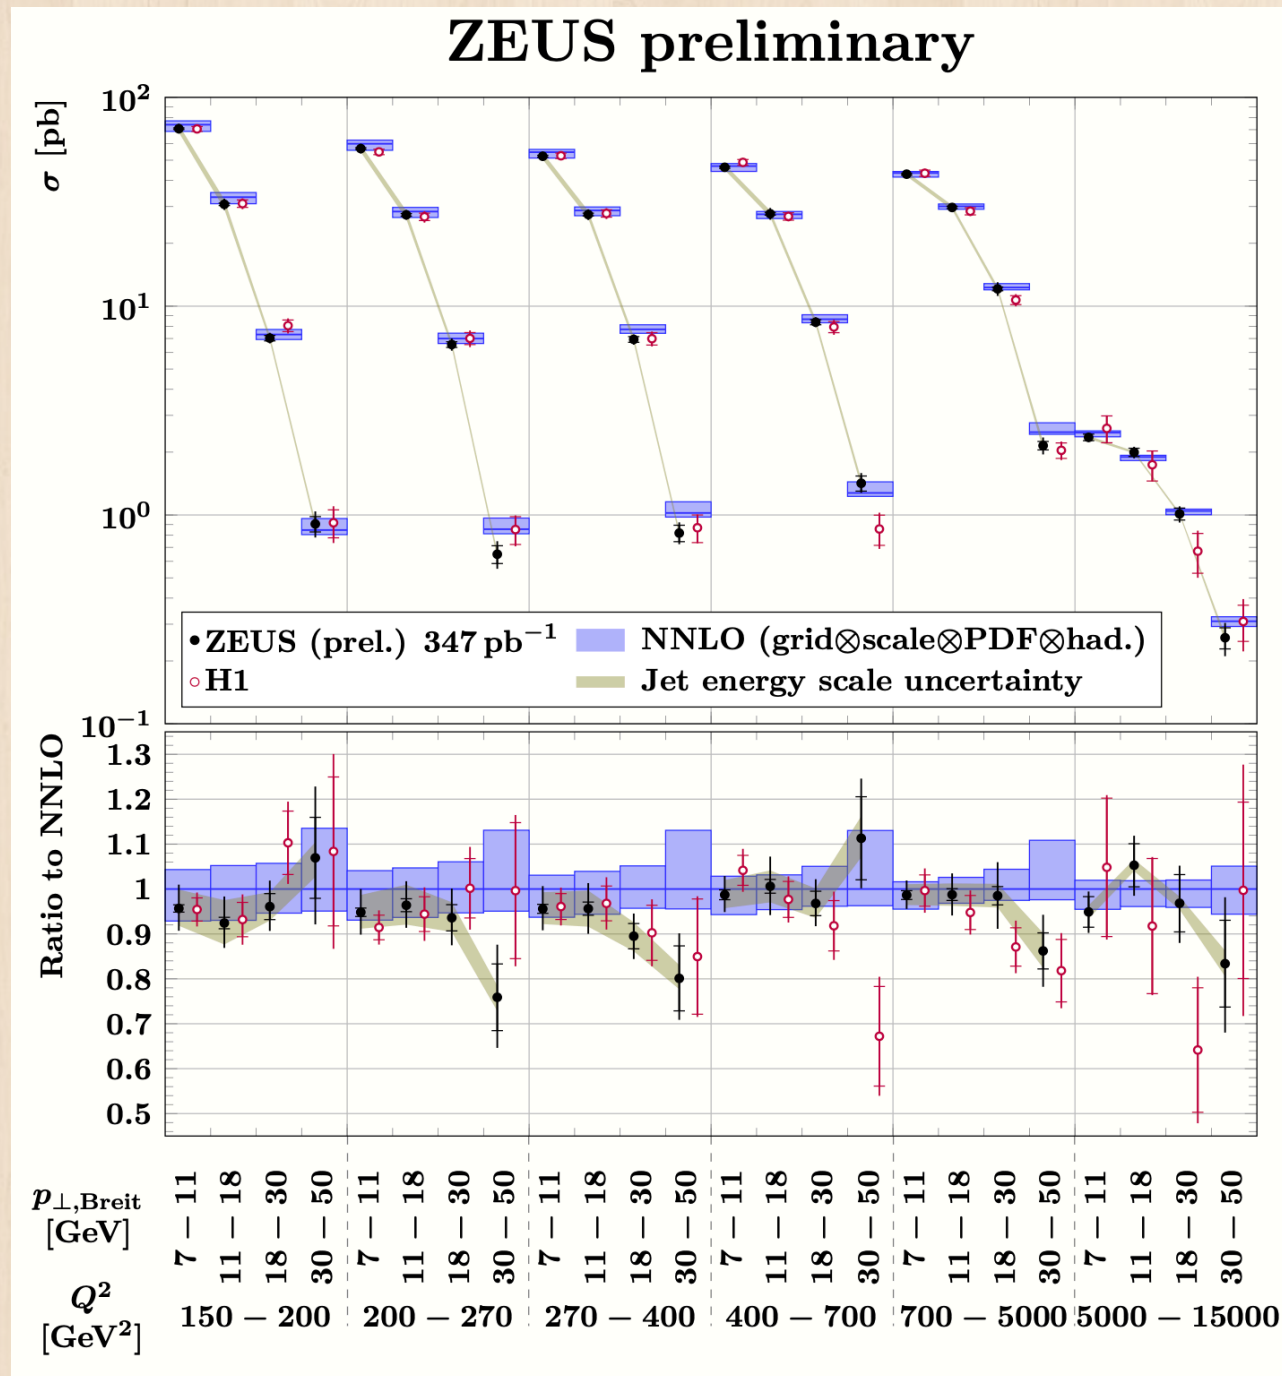 ZEUS preliminary
σ [pb]
10²
10¹
10⁰
10⁻¹
ZEUS (prel.) 347 pb⁻¹
NNLO (grid⊗scale⊗PDF⊗had.)
H1
Jet energy scale uncertainty
Ratio to NNLO
1.3
1.2
1.1
1
0.9
0.8
0.7
0.6
0.5
p⊥,Breit
[GeV]
7 – 11
11 – 18
18 – 30
30 – 50
7 – 11
11 – 18
18 – 30
30 – 50
7 – 11
11 – 18
18 – 30
30 – 50
7 – 11
11 – 18
18 – 30
30 – 50
7 – 11
11 – 18
18 – 30
30 – 50
7 – 11
11 – 18
18 – 30
30 – 50
Q²
[GeV²]
150 – 200 200 – 270 270 – 400 400 – 700 700 – 5000 5000 – 15000